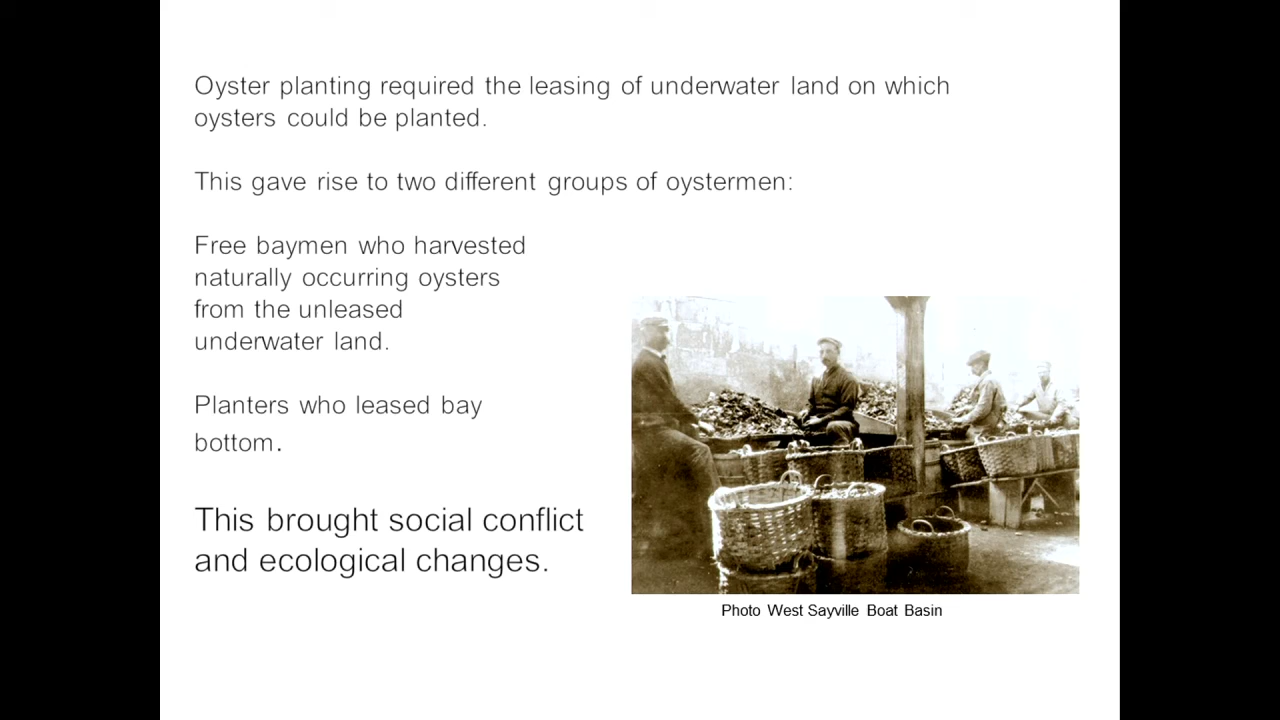 Oyster planting required the leasing of underwater land on which
oysters could be planted.
This gave rise to two different groups of oystermen:
Free baymen who harvested
naturally occurring oysters
from the unleased
underwater land.
Planters who leased bay
bottom.
This brought social conflict
and ecological changes.
Photo West Sayville Boat Basin